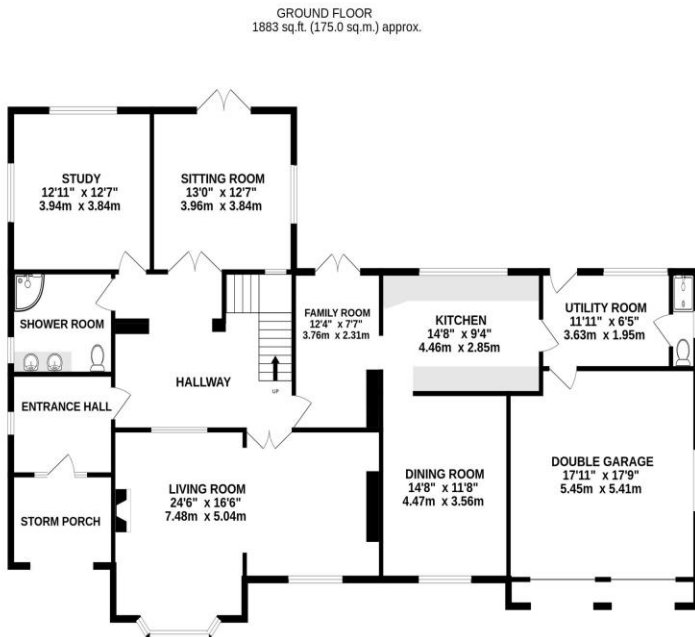 GROUND FLOOR
1883 sq.ft. (175.0 sq.m.) approx.
STUDY
12'11" x 12'7"
3.94m x 3.84m
SITTING ROOM
13'0" x 12'7"
3.96m x 3.84m
SHOWER ROOM
FAMILY ROOM
12'4" x 7'7"
3.76m x 2.31m
KITCHEN
14'8" x 9'4"
4.46m x 2.85m
UTILITY ROOM
11'11" x 6'5"
3.63m x 1.95m
HALLWAY
UP
ENTRANCE HALL
STORM PORCH
LIVING ROOM
24'6" x 16'6"
7.48m x 5.04m
DINING ROOM
14'8" x 11'8"
4.47m x 3.56m
DOUBLE GARAGE
17'11" x 17'9"
5.45m x 5.41m